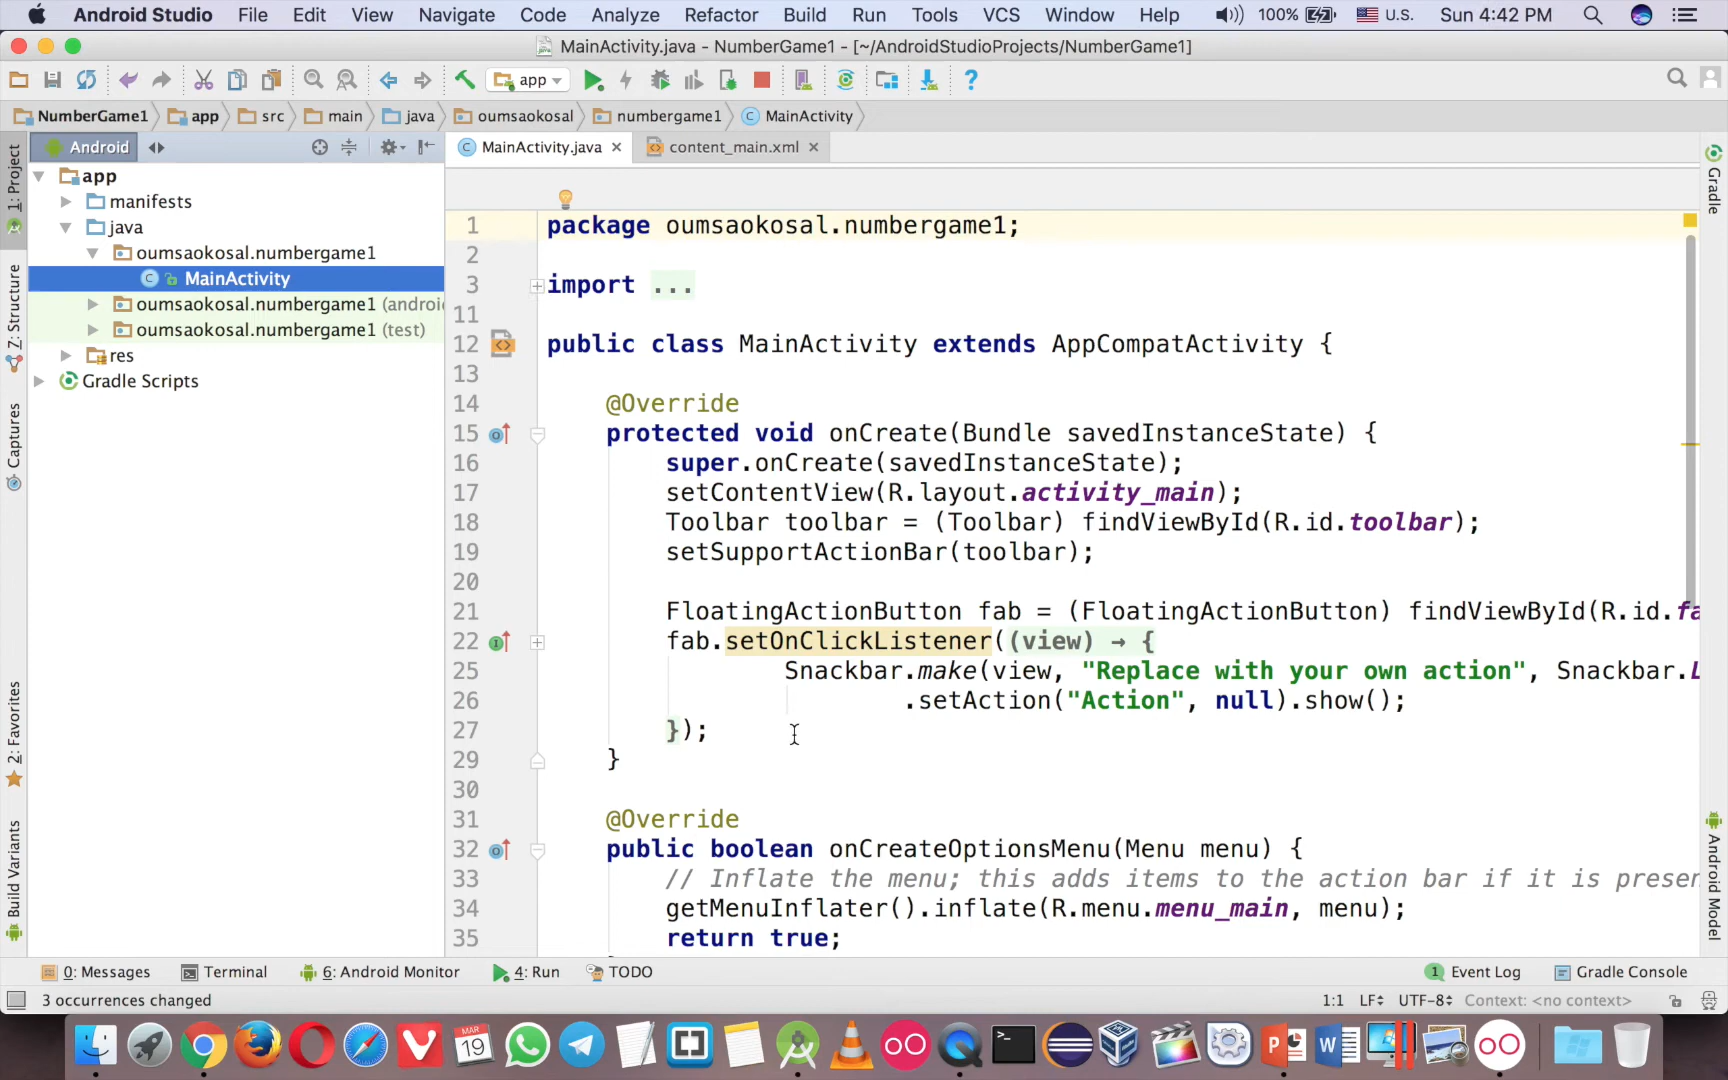 Android Studio File Edit View Navigate Code Analyze Refactor Build Run Tools VCS Window Help 100% U.S. Sun 4:42 PM
MainActivity.java - NumberGame1 - [~/AndroidStudioProjects/NumberGame1]
app
NumberGame1 app src main java oumsaokosal numbergame1 MainActivity
Android
MainActivity.java content_main.xml
1: Project
Z: Structure
Captures
2: Favorites
Build Variants
app
manifests
java
oumsaokosal.numbergame1
MainActivity
oumsaokosal.numbergame1 (androi
oumsaokosal.numbergame1 (test)
res
Gradle Scripts
1 package oumsaokosal.numbergame1;
2
3 import ...
11
12 public class MainActivity extends AppCompatActivity {
13
14 @Override
15 protected void onCreate(Bundle savedInstanceState) {
16 super.onCreate(savedInstanceState);
17 setContentView(R.layout.activity_main);
18 Toolbar toolbar = (Toolbar) findViewById(R.id.toolbar);
19 setSupportActionBar(toolbar);
20
21 FloatingActionButton fab = (FloatingActionButton) findViewById(R.id.fa
22 fab.setOnClickListener((view) → {
25 Snackbar.make(view, "Replace with your own action", Snackbar.L
26 .setAction("Action", null).show();
27 });
29 }
30
31 @Override
32 public boolean onCreateOptionsMenu(Menu menu) {
33 // Inflate the menu; this adds items to the action bar if it is presen
34 getMenuInflater().inflate(R.menu.menu_main, menu);
35 return true;
Gradle
Android Model
0: Messages Terminal 6: Android Monitor 4: Run TODO 1 Event Log Gradle Console
3 occurrences changed 1:1 LF UTF-8 Context: <no context>
MAR
19